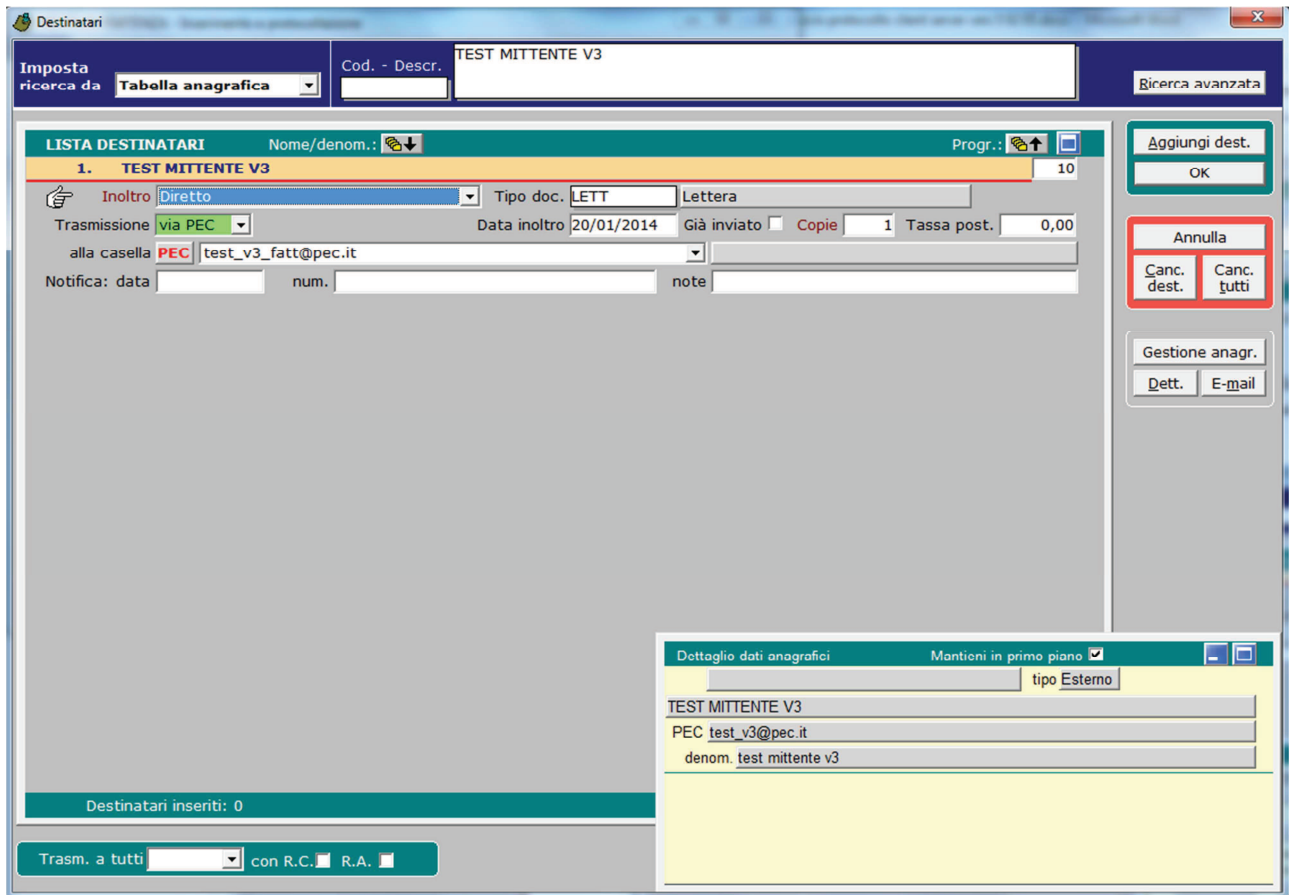 Destinatari
Imposta
ricerca da Tabella anagrafica
Cod. - Descr. TEST MITTENTE V3
Ricerca avanzata
LISTA DESTINATARI Nome/denom.: Progr.:
1. TEST MITTENTE V3 10
Inoltro Diretto Tipo doc. LETT Lettera
Trasmissione via PEC Data inoltro 20/01/2014 Già inviato Copie 1 Tassa post. 0,00
alla casella PEC test_v3_fatt@pec.it
Notifica: data num. note
Aggiungi dest.
OK
Annulla
Canc. dest. Canc. tutti
Gestione anagr.
Dett. E-mail
Dettaglio dati anagrafici Mantieni in primo piano
tipo Esterno
TEST MITTENTE V3
PEC test_v3@pec.it
denom. test mittente v3
Destinatari inseriti: 0
Trasm. a tutti con R.C. R.A.